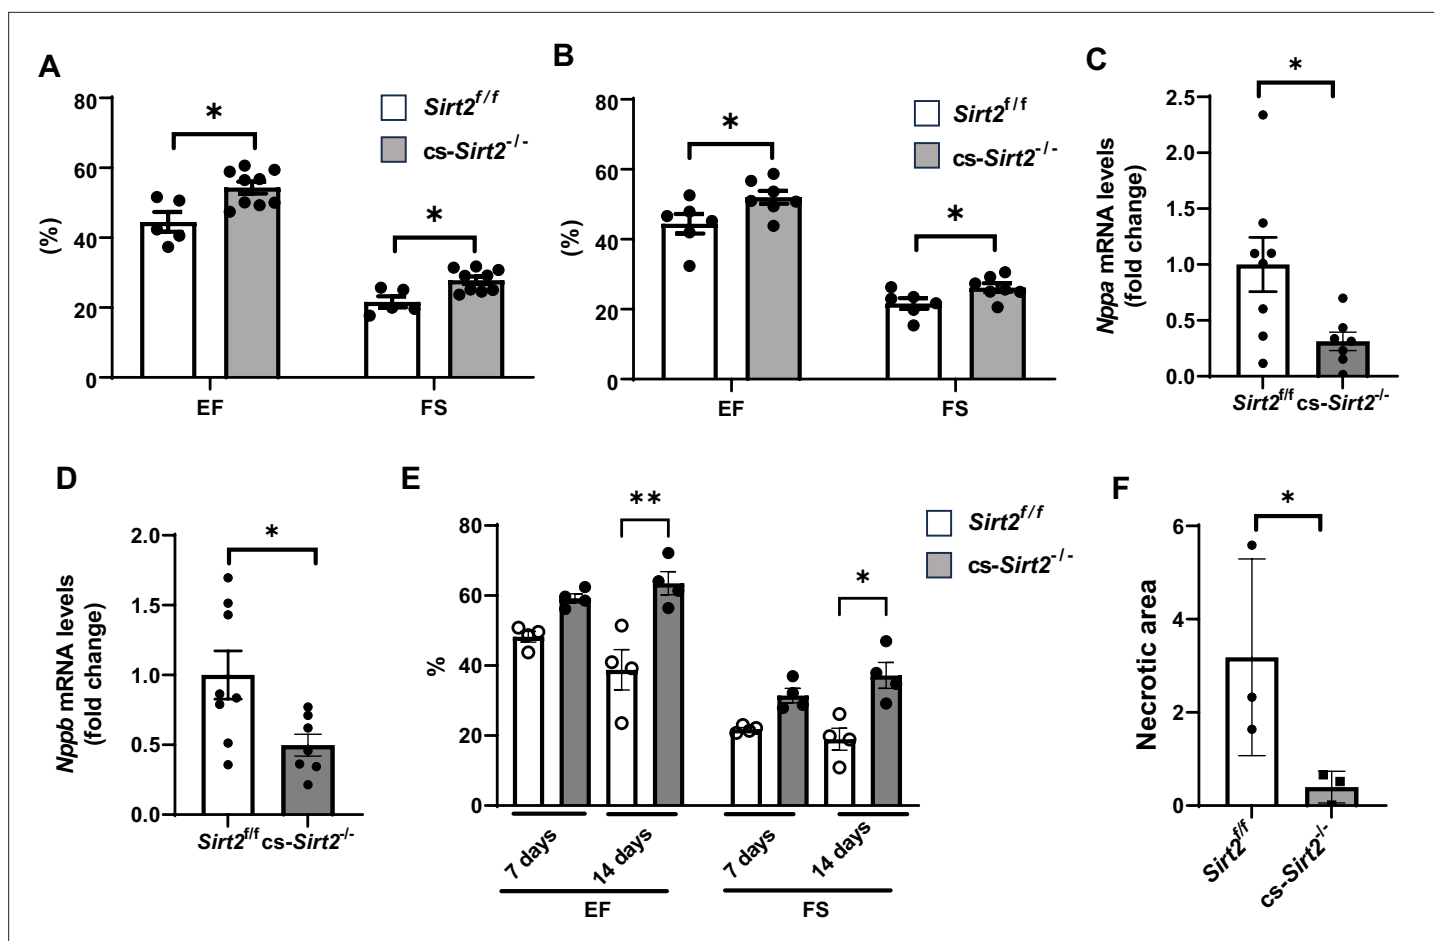 A
80
60
40
20
0
(%)
*
*
EF
FS
Sirt2f/f
cs-Sirt2-/-
B
80
60
40
20
0
(%)
*
*
EF
FS
Sirt2f/f
cs-Sirt2-/-
C
2.5
2.0
1.5
1.0
0.5
0.0
Nppa mRNA levels
(fold change)
*
Sirt2f/f cs-Sirt2-/-
D
2.0
1.5
1.0
0.5
0.0
Nppb mRNA levels
(fold change)
*
Sirt2f/f cs-Sirt2-/-
E
80
60
40
20
0
%
**
*
7 days
14 days
7 days
14 days
EF
FS
Sirt2f/f
cs-Sirt2-/-
F
6
4
2
0
Necrotic area
*
Sirt2f/f
cs-Sirt2-/-